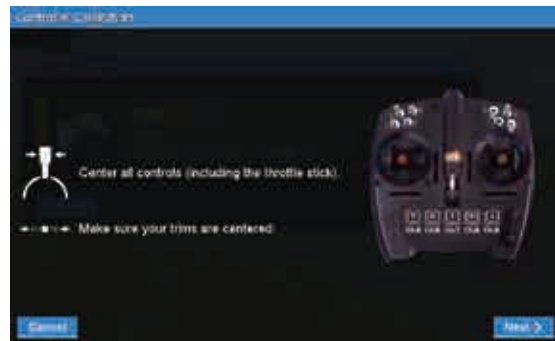 Controller Calibration
Center all controls (including the throttle stick).
Make sure your trims are centered.
Cancel
Next >